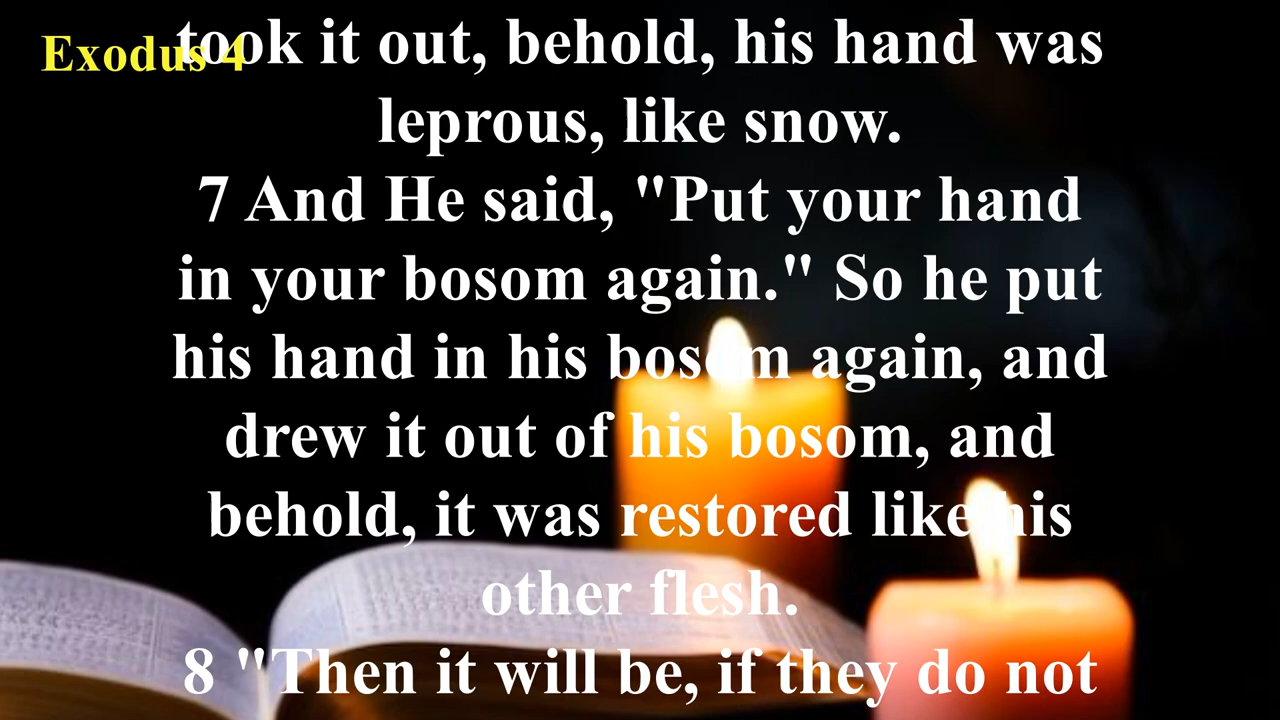 Exodus 4
took it out, behold, his hand was
leprous, like snow.
7 And He said, "Put your hand
in your bosom again." So he put
his hand in his bosom again, and
drew it out of his bosom, and
behold, it was restored like his
other flesh.
8 "Then it will be, if they do not